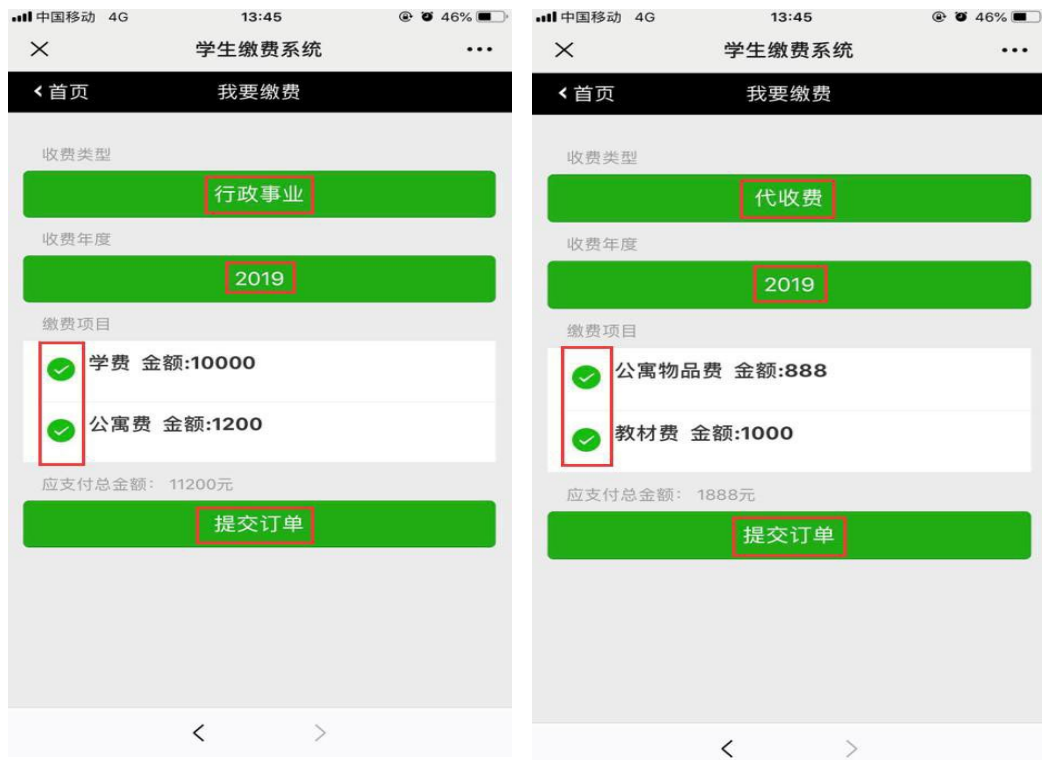 中国移动 4G 13:45 46%
学生缴费系统
首页 我要缴费
收费类型
行政事业
收费年度
2019
缴费项目
学费 金额:10000
公寓费 金额:1200
应支付总金额: 11200元
提交订单
中国移动 4G 13:45 46%
学生缴费系统
首页 我要缴费
收费类型
代收费
收费年度
2019
缴费项目
公寓物品费 金额:888
教材费 金额:1000
应支付总金额: 1888元
提交订单